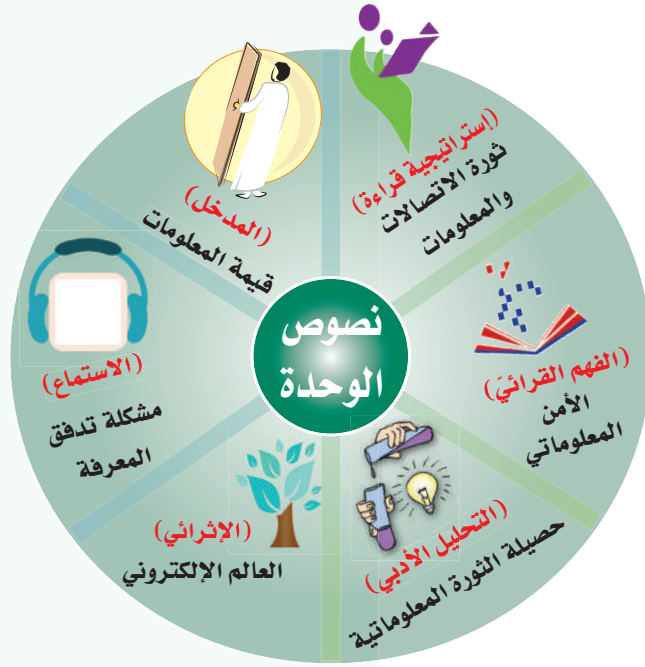 نصوص
الوحدة
(المدخل)
قيمة المعلومات
(إستراتيجية قراءة)
ثورة الاتصالات
والمعلومات
(الفهم القرائيّ)
الأمن
المعلوماتي
(التحليل الأدبي)
حصيلة الثورة المعلوماتية
(الإثرائي)
العالم الإلكتروني
(الاستماع)
مشكلة تدفق
المعرفة